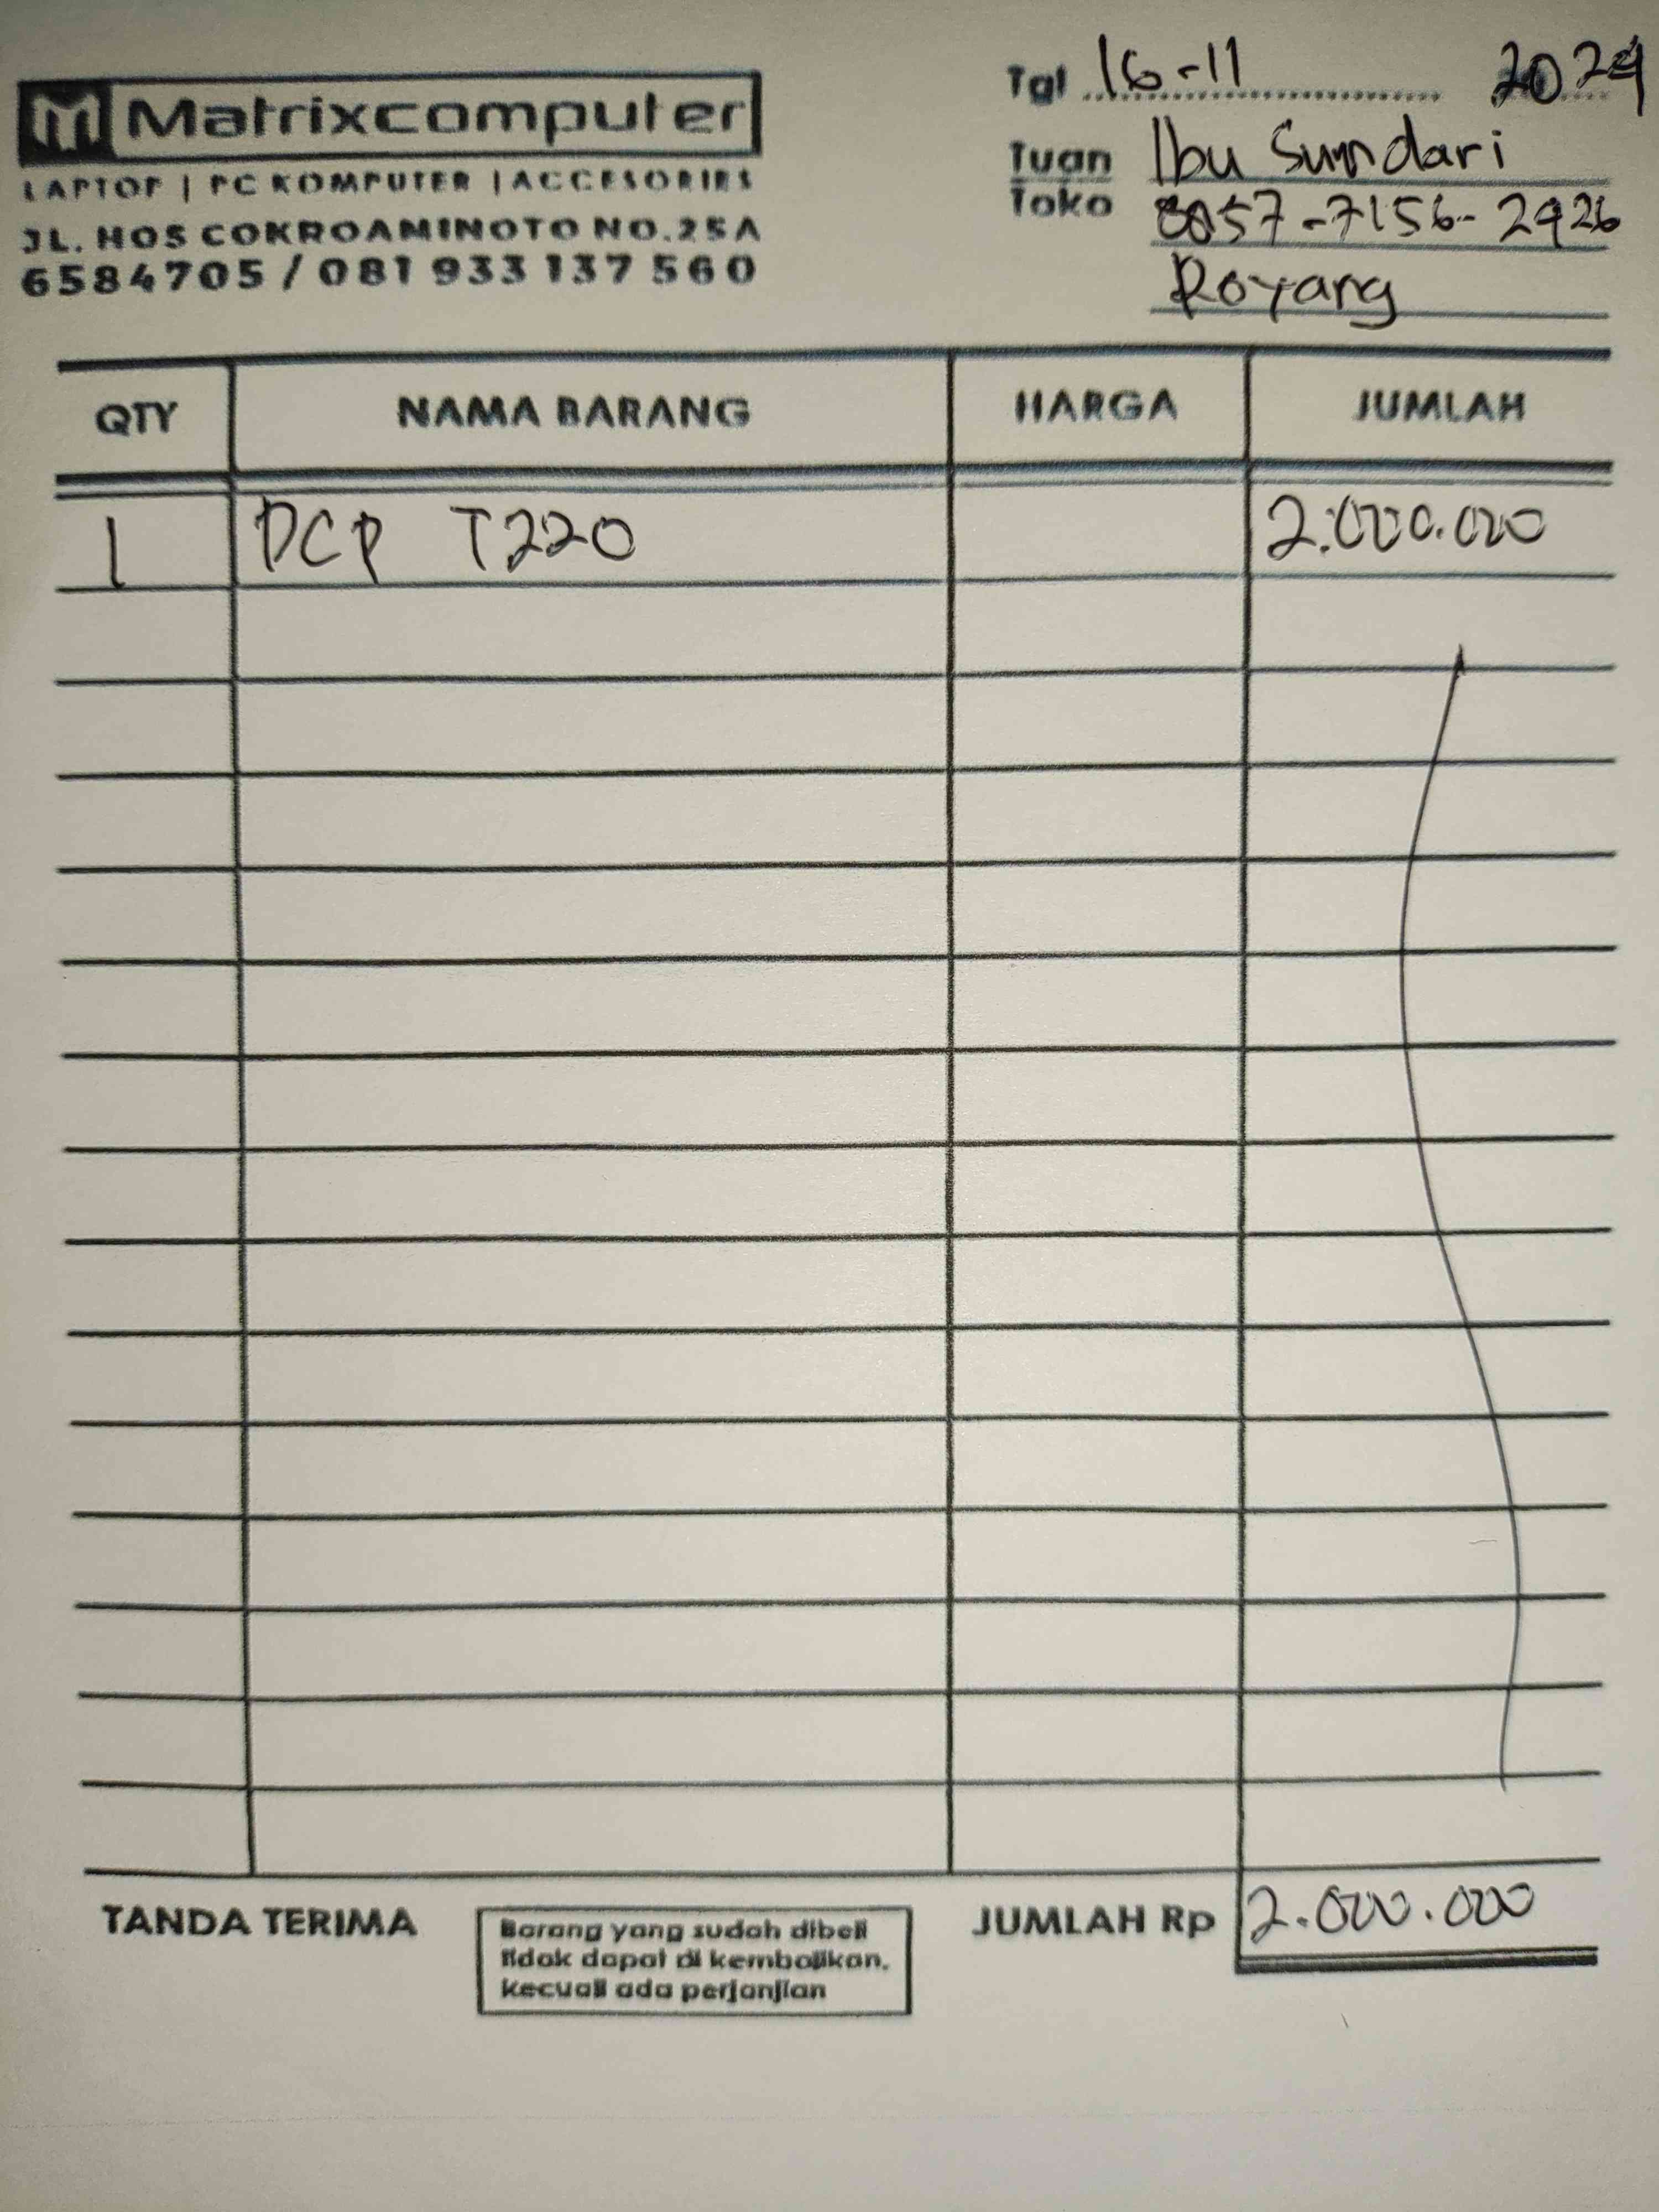 Matrixcomputer
LAPTOP | PC KOMPUTER | ACCESORIES
JL. HOS COKROAMINOTO NO.25A
6584705 / 081 933 137 560
Tgl 16-11 2024
Tuan Ibu Sundari
Toko 0857-7156-2926
Royang
QTY NAMA BARANG HARGA JUMLAH
1 DCP T220 2.000.000
TANDA TERIMA
Barang yang sudah dibeli
tidak dapat di kembalikan.
kecuali ada perjanjian
JUMLAH Rp 2.000.000